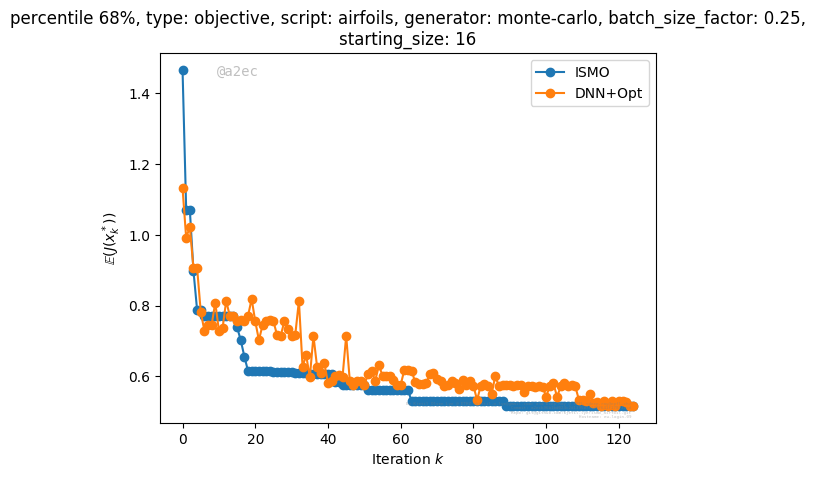 percentile 68%, type: objective, script: airfoils, generator: monte-carlo, batch_size_factor: 0.25,
starting_size: 16
@a2ec
ISMO
DNN+Opt
1.4
1.2
1.0
0.8
0.6
𝔼(J(x*ₖ))
0
20
40
60
80
100
120
Iteration k